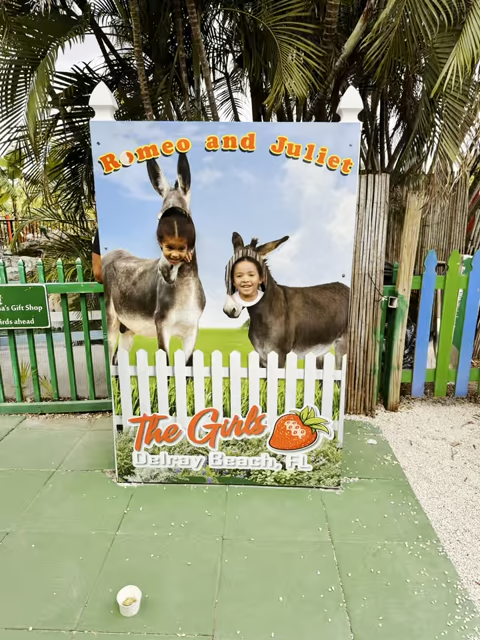 Romeo and Juliet
a's Gift Shop
irds ahead
The Girls
Delray Beach, FL